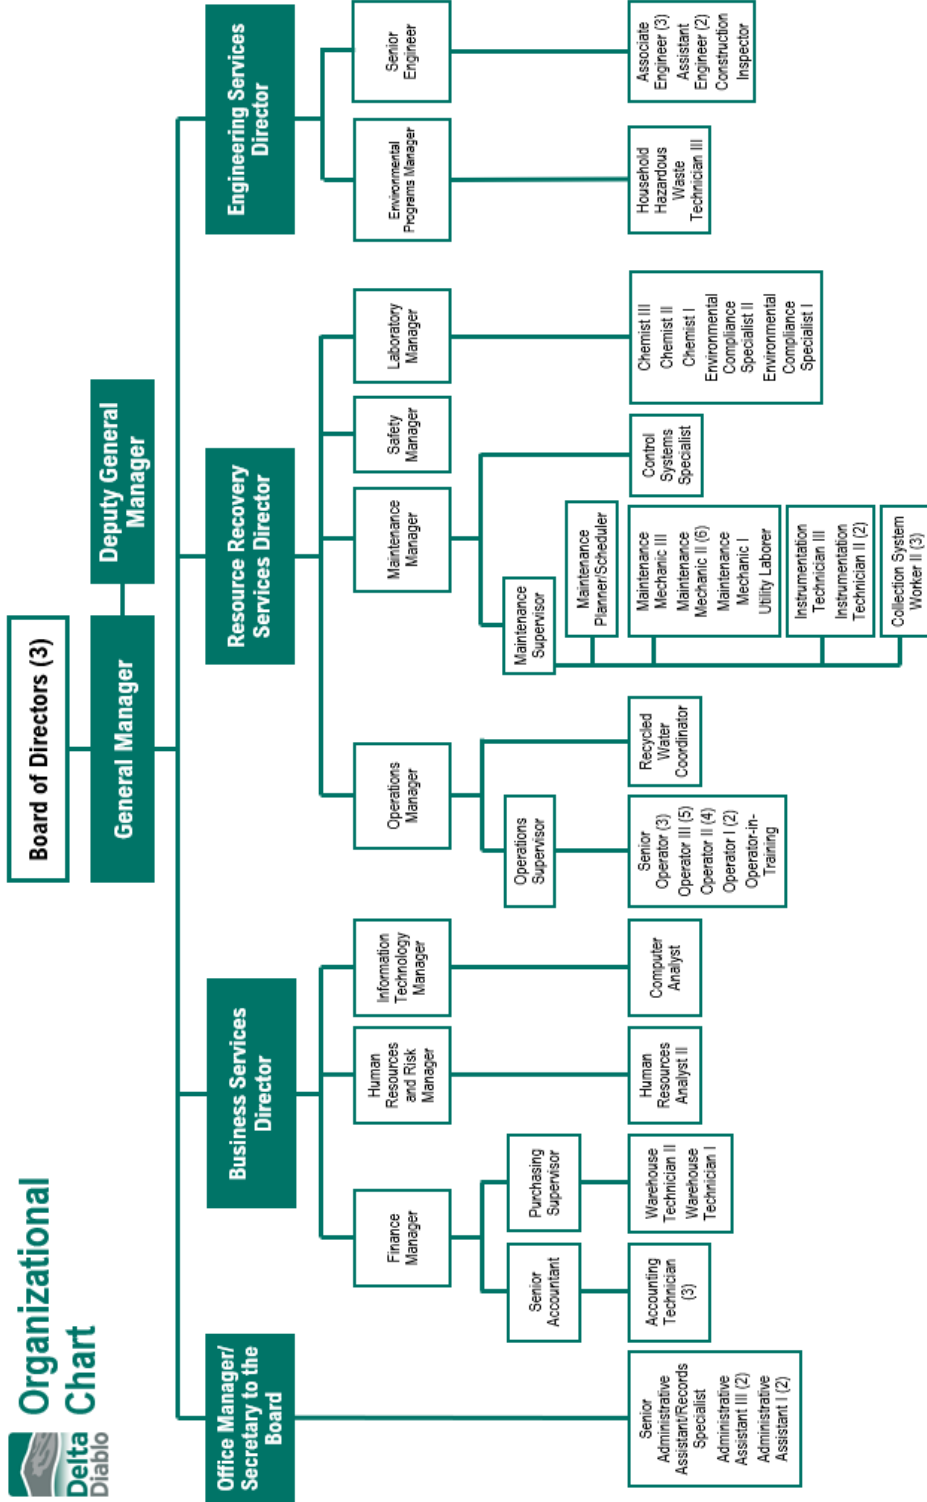 Delta
Diablo
Organizational
Chart
Board of Directors (3)
General Manager
Deputy General
Manager
Office Manager/
Secretary to the
Board
Business Services
Director
Resource Recovery
Services Director
Engineering Services
Director
Finance
Manager
Human
Resources
and Risk
Manager
Information
Technology
Manager
Operations
Manager
Maintenance
Manager
Safety
Manager
Laboratory
Manager
Environmental
Programs Manager
Senior
Engineer
Senior
Accountant
Purchasing
Supervisor
Operations
Supervisor
Maintenance
Supervisor
Senior
Administrative
Assistant/Records
Specialist
Administrative
Assistant III (2)
Administrative
Assistant I (2)
Accounting
Technician
(3)
Warehouse
Technician II
Warehouse
Technician I
Human
Resources
Analyst II
Computer
Analyst
Senior
Operator (3)
Operator III (5)
Operator II (4)
Operator I (2)
Operator-in-
Training
Recycled
Water
Coordinator
Maintenance
Planner/Scheduler
Maintenance
Mechanic III
Maintenance
Mechanic II (6)
Maintenance
Mechanic I
Utility Laborer
Instrumentation
Technician III
Instrumentation
Technician II (2)
Collection System
Worker II (3)
Control
Systems
Specialist
Chemist III
Chemist II
Chemist I
Environmental
Compliance
Specialist II
Environmental
Compliance
Specialist I
Household
Hazardous
Waste
Technician III
Associate
Engineer (3)
Assistant
Engineer (2)
Construction
Inspector